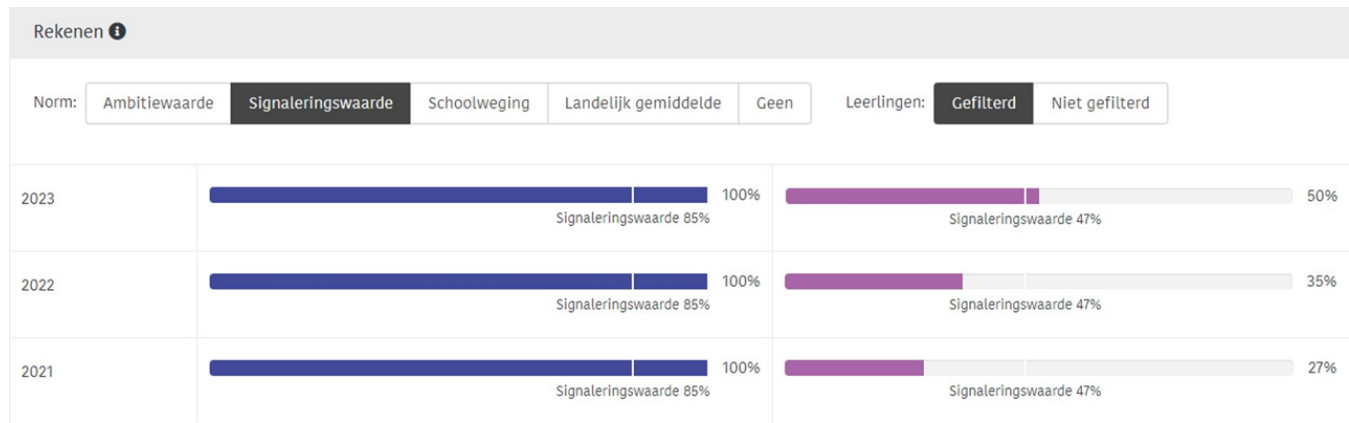 Rekenen
Norm: Ambitiewaarde Signaleringswaarde Schoolweging Landelijk gemiddelde Geen Leerlingen: Gefilterd Niet gefilterd
2023 100% 50%
Signaleringswaarde 85% Signaleringswaarde 47%
2022 100% 35%
Signaleringswaarde 85% Signaleringswaarde 47%
2021 100% 27%
Signaleringswaarde 85% Signaleringswaarde 47%